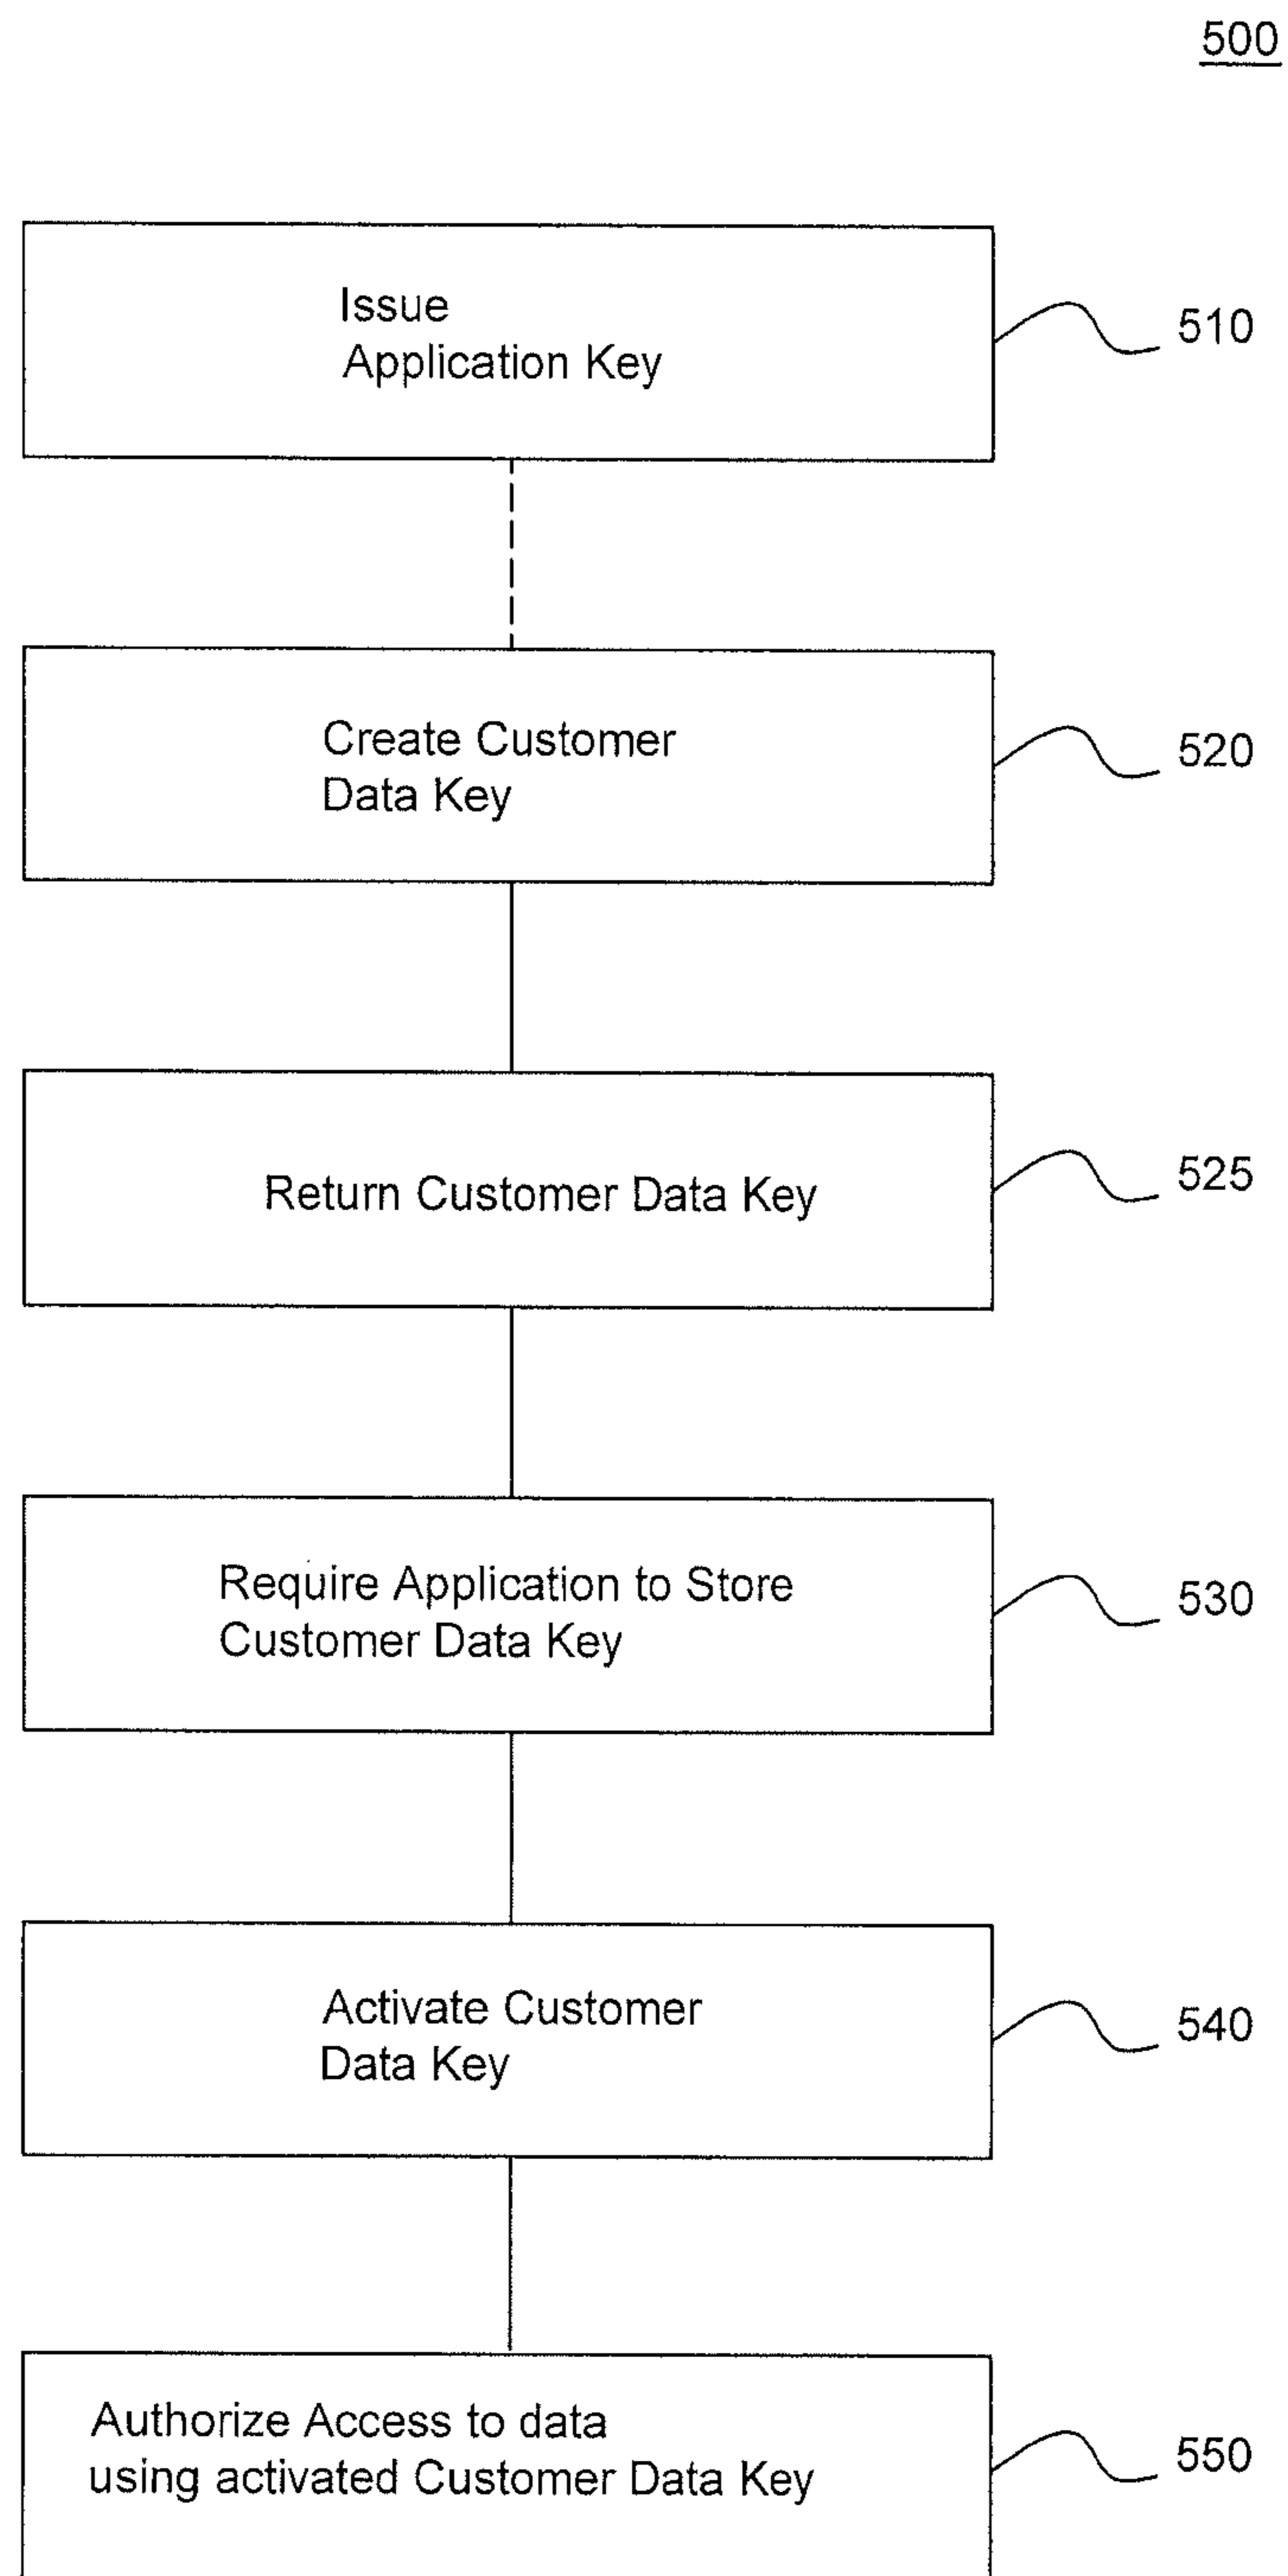 500
Issue
Application Key
510
Create Customer
Data Key
520
Return Customer Data Key
525
Require Application to Store
Customer Data Key
530
Activate Customer
Data Key
540
Authorize Access to data
using activated Customer Data Key
550